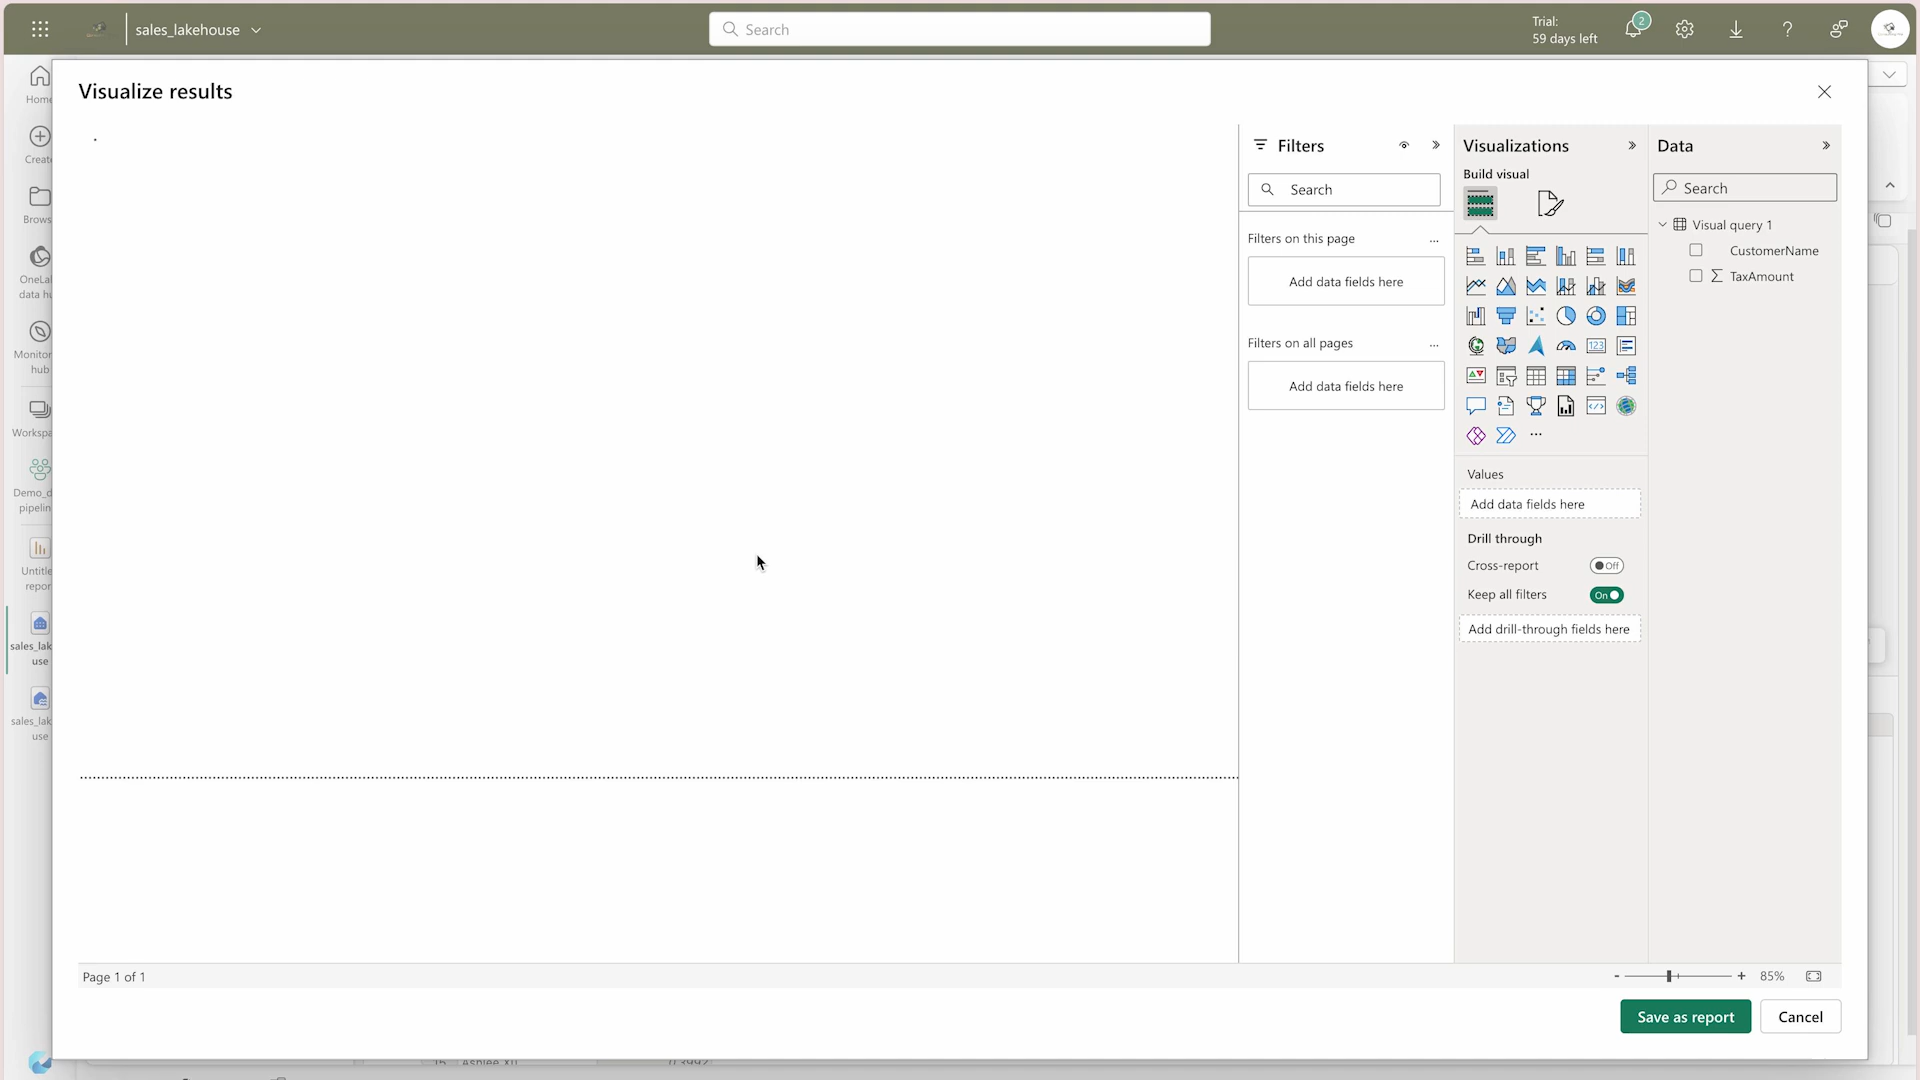 sales_lakehouse
Search
Trial:
59 days left
2
Home
Create
Brows
OneLa
data hu
Monitor
hub
Workspa
Demo_d
pipelin
Untitle
repor
sales_lak
use
sales_lak
use
Visualize results
Filters
Search
Filters on this page
...
Add data fields here
Filters on all pages
...
Add data fields here
Visualizations
Build visual
123
Values
Add data fields here
Drill through
Cross-report
Off
Keep all filters
On
Add drill-through fields here
Data
Search
Visual query 1
CustomerName
TaxAmount
Page 1 of 1
- + 85%
Save as report
Cancel